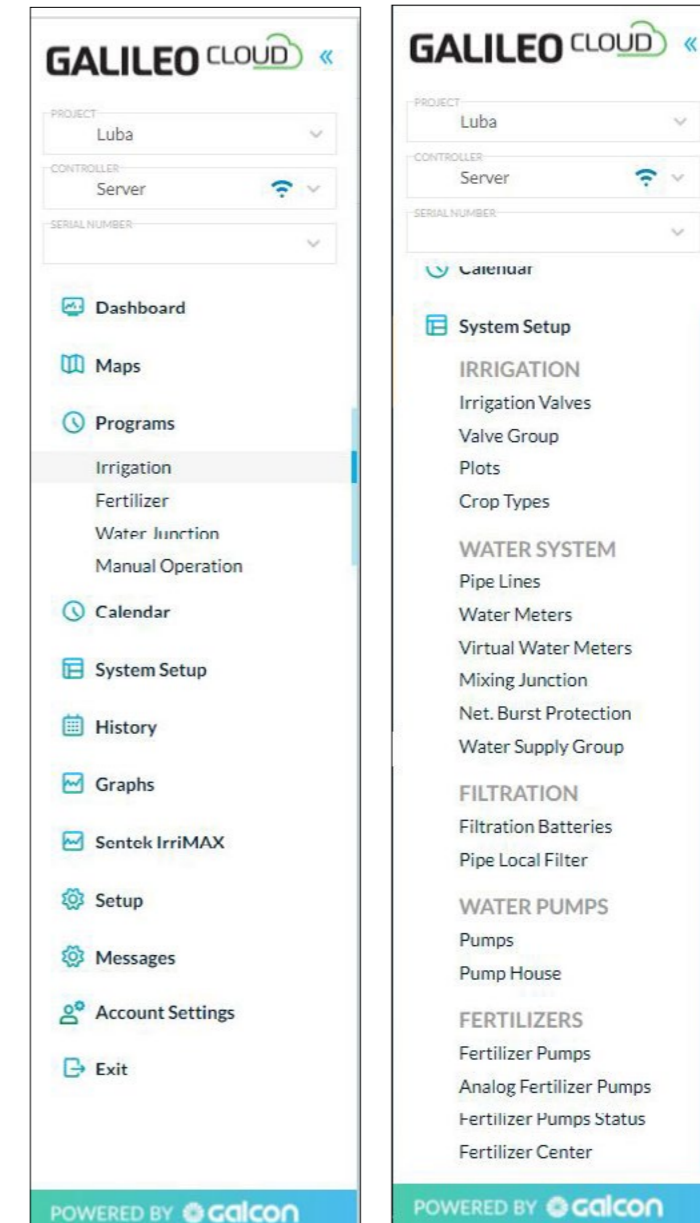 GALILEO CLOUD «
PROJECT
Luba
CONTROLLER
Server
SERIAL NUMBER
Dashboard
Maps
Programs
Irrigation
Fertilizer
Water Junction
Manual Operation
Calendar
System Setup
History
Graphs
Sentek IrriMAX
Setup
Messages
Account Settings
Exit
POWERED BY Galcon
GALILEO CLOUD «
PROJECT
Luba
CONTROLLER
Server
SERIAL NUMBER
Calendar
System Setup
IRRIGATION
Irrigation Valves
Valve Group
Plots
Crop Types
WATER SYSTEM
Pipe Lines
Water Meters
Virtual Water Meters
Mixing Junction
Net. Burst Protection
Water Supply Group
FILTRATION
Filtration Batteries
Pipe Local Filter
WATER PUMPS
Pumps
Pump House
FERTILIZERS
Fertilizer Pumps
Analog Fertilizer Pumps
Fertilizer Pumps Status
Fertilizer Center
POWERED BY Galcon